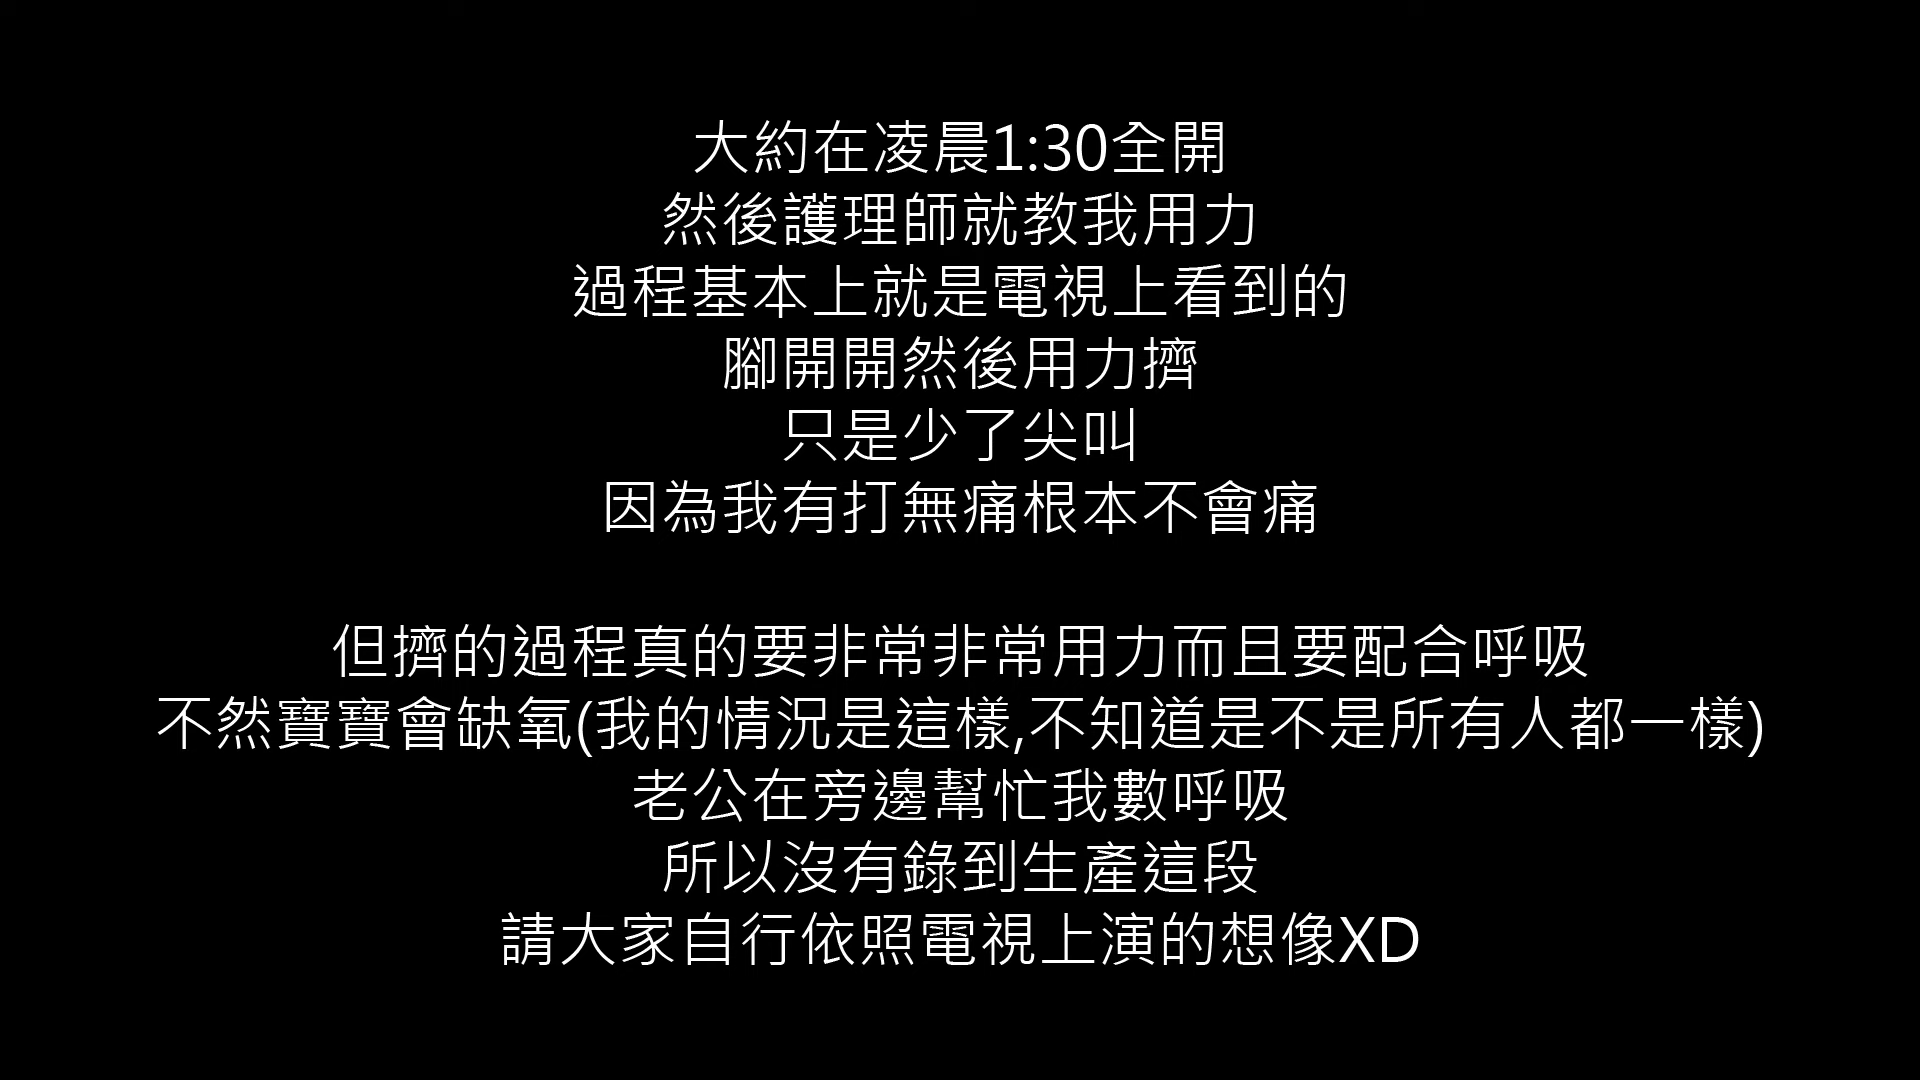 大約在凌晨1:30全開
然後護理師就教我用力
過程基本上就是電視上看到的
腳開開然後用力擠
只是少了尖叫
因為我有打無痛根本不會痛
但擠的過程真的要非常非常用力而且要配合呼吸
不然寶寶會缺氧(我的情況是這樣,不知道是不是所有人都一樣)
老公在旁邊幫忙我數呼吸
所以沒有錄到生產這段
請大家自行依照電視上演的想像XD